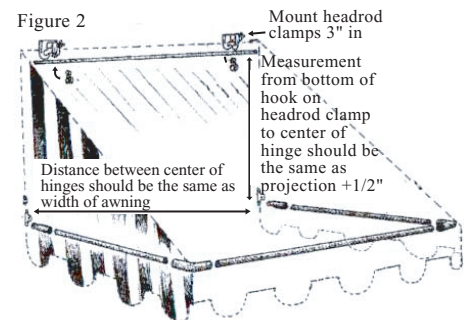 Figure 2
Mount headrod
clamps 3" in
Measurement
from bottom of
hook on
headrod clamp
to center of
hinge should be
the same as
projection +1/2"
Distance between center of
hinges should be the same as
width of awning